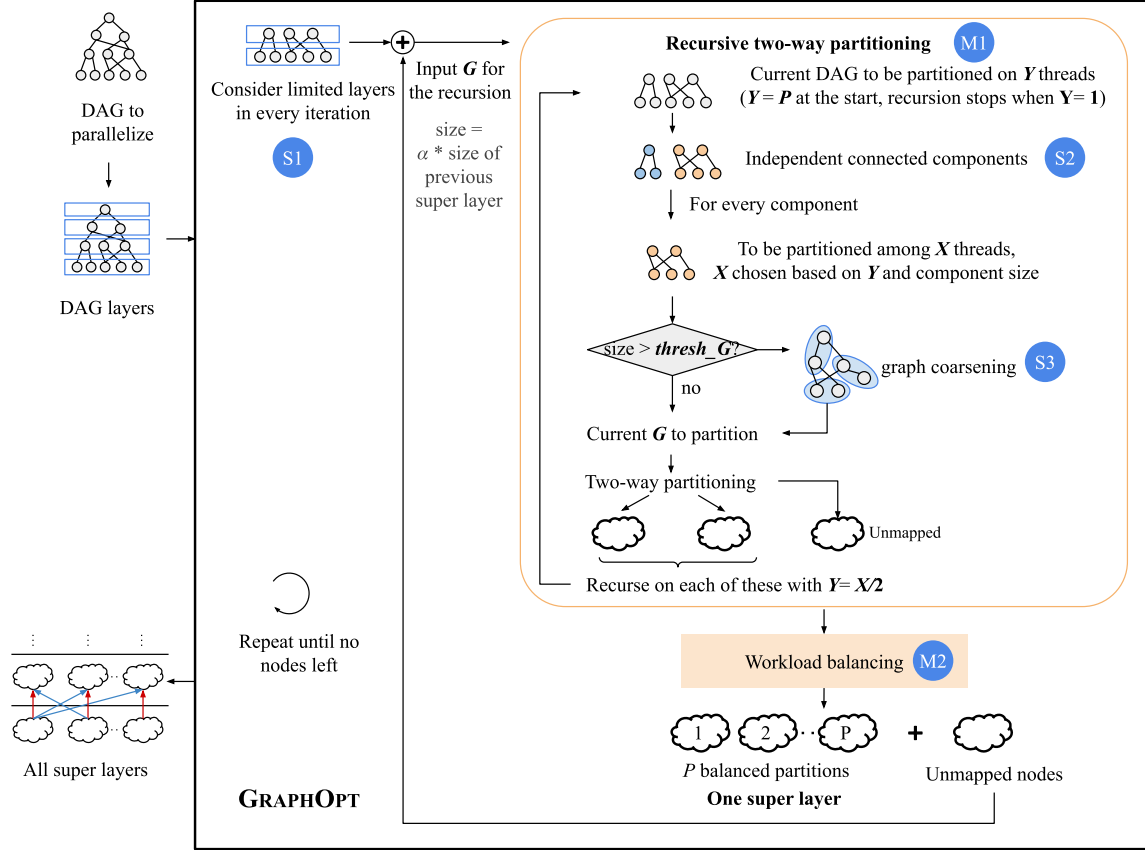 DAG to
parallelize
DAG layers
Consider limited layers
in every iteration
S1
+
Input G for
the recursion
size =
α * size of
previous
super layer
Recursive two-way partitioning
M1
Current DAG to be partitioned on Y threads
(Y = P at the start, recursion stops when Y= 1)
Independent connected components
S2
For every component
To be partitioned among X threads,
X chosen based on Y and component size
size > thresh_G?
graph coarsening
S3
no
Current G to partition
Two-way partitioning
Unmapped
Recurse on each of these with Y= X/2
Repeat until no
nodes left
Workload balancing
M2
1
2
P
+
P balanced partitions
Unmapped nodes
One super layer
All super layers
GRAPHOPT